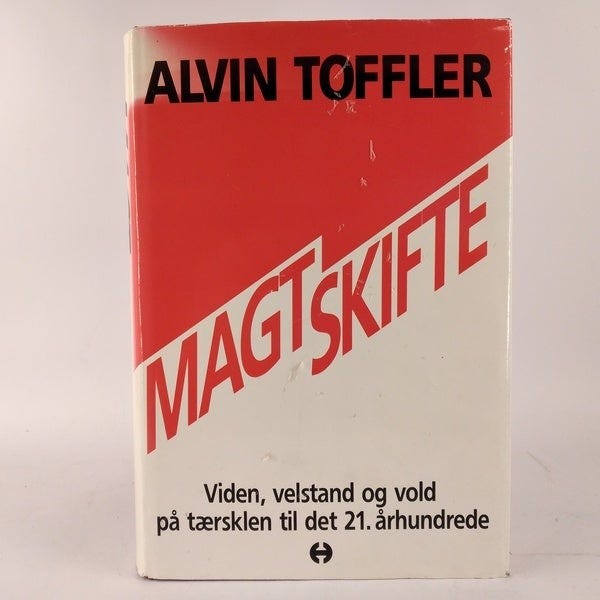 ALVIN TOFFLER
MAGTSKIFTE
Viden, velstand og vold
på tærsklen til det 21. århundrede